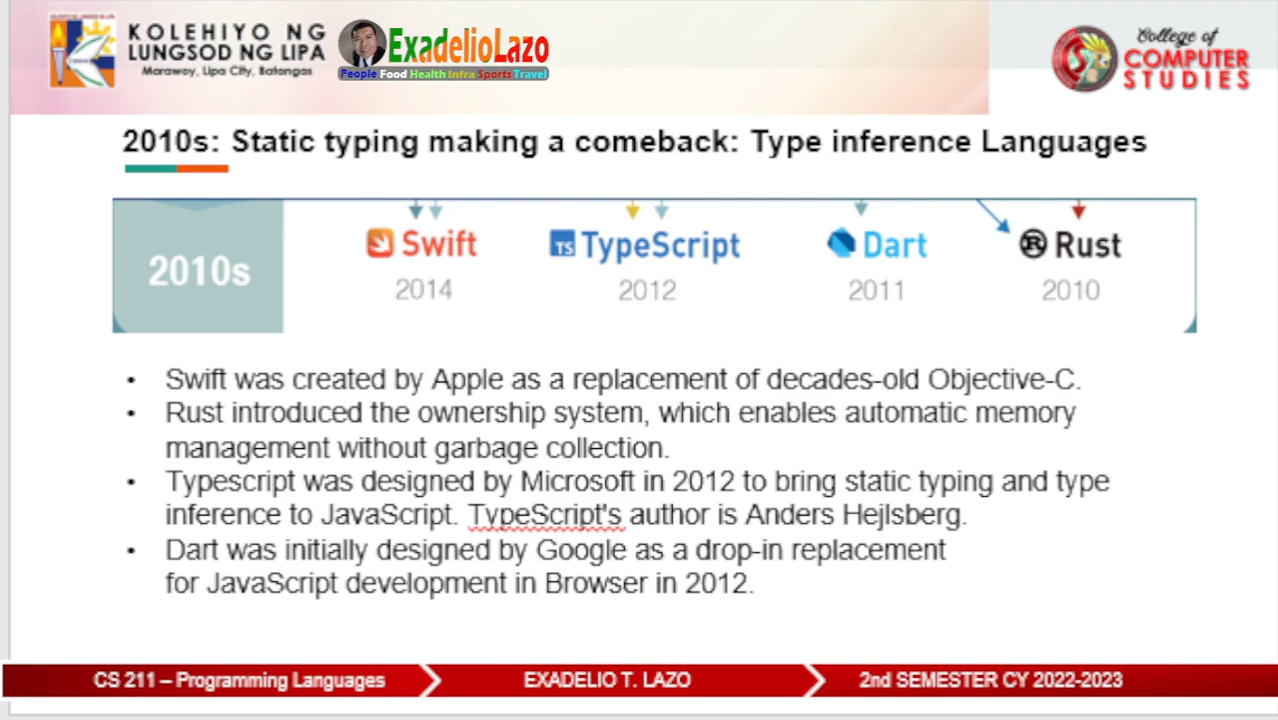 KOLEHIYO NG
LUNGSOD NG LIPA
Marawoy, Lipa City, Batangas
ExadelioLazo
People Food Health Infra Sports Travel
College of
COMPUTER
STUDIES
2010s: Static typing making a comeback: Type inference Languages
2010s
Swift
2014
TS TypeScript
2012
Dart
2011
R Rust
2010
• Swift was created by Apple as a replacement of decades-old Objective-C.
• Rust introduced the ownership system, which enables automatic memory
management without garbage collection.
• Typescript was designed by Microsoft in 2012 to bring static typing and type
inference to JavaScript. TypeScript's author is Anders Hejlsberg.
• Dart was initially designed by Google as a drop-in replacement
for JavaScript development in Browser in 2012.
CS 211 – Programming Languages
EXADELIO T. LAZO
2nd SEMESTER CY 2022-2023